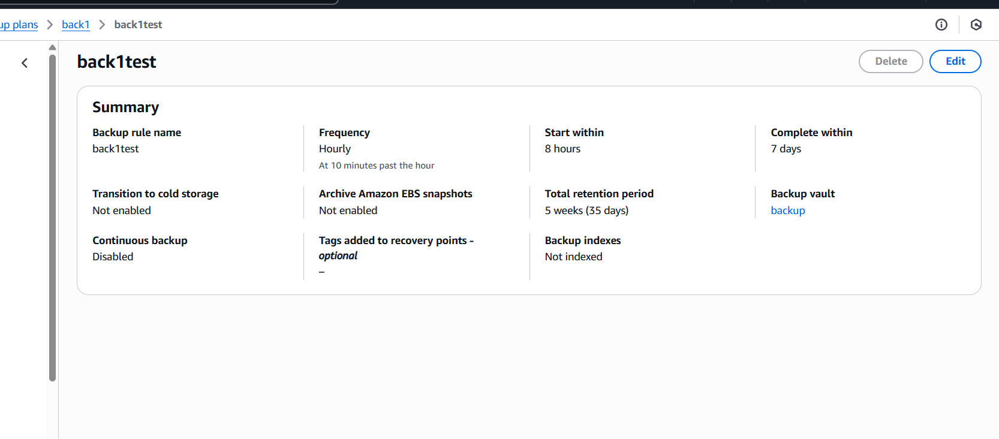 up plans > back1 > back1test
back1test
Delete
Edit
Summary
Backup rule name
back1test
Frequency
Hourly
At 10 minutes past the hour
Start within
8 hours
Complete within
7 days
Transition to cold storage
Not enabled
Archive Amazon EBS snapshots
Not enabled
Total retention period
5 weeks (35 days)
Backup vault
backup
Continuous backup
Disabled
Tags added to recovery points -
optional
–
Backup indexes
Not indexed